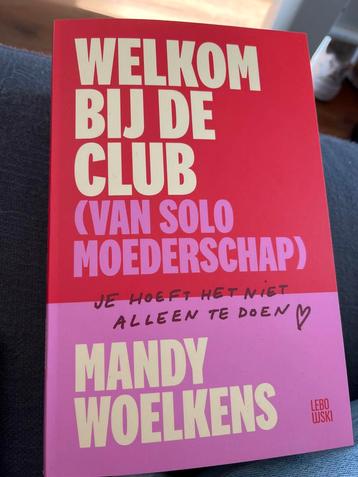 WELKOM
BIJ DE
CLUB
(VAN SOLO
MOEDERSCHAP)
JE HOEFT HET NIET
ALLEEN TE DOEN
MANDY
WOELKENS
LEBO
WSKI